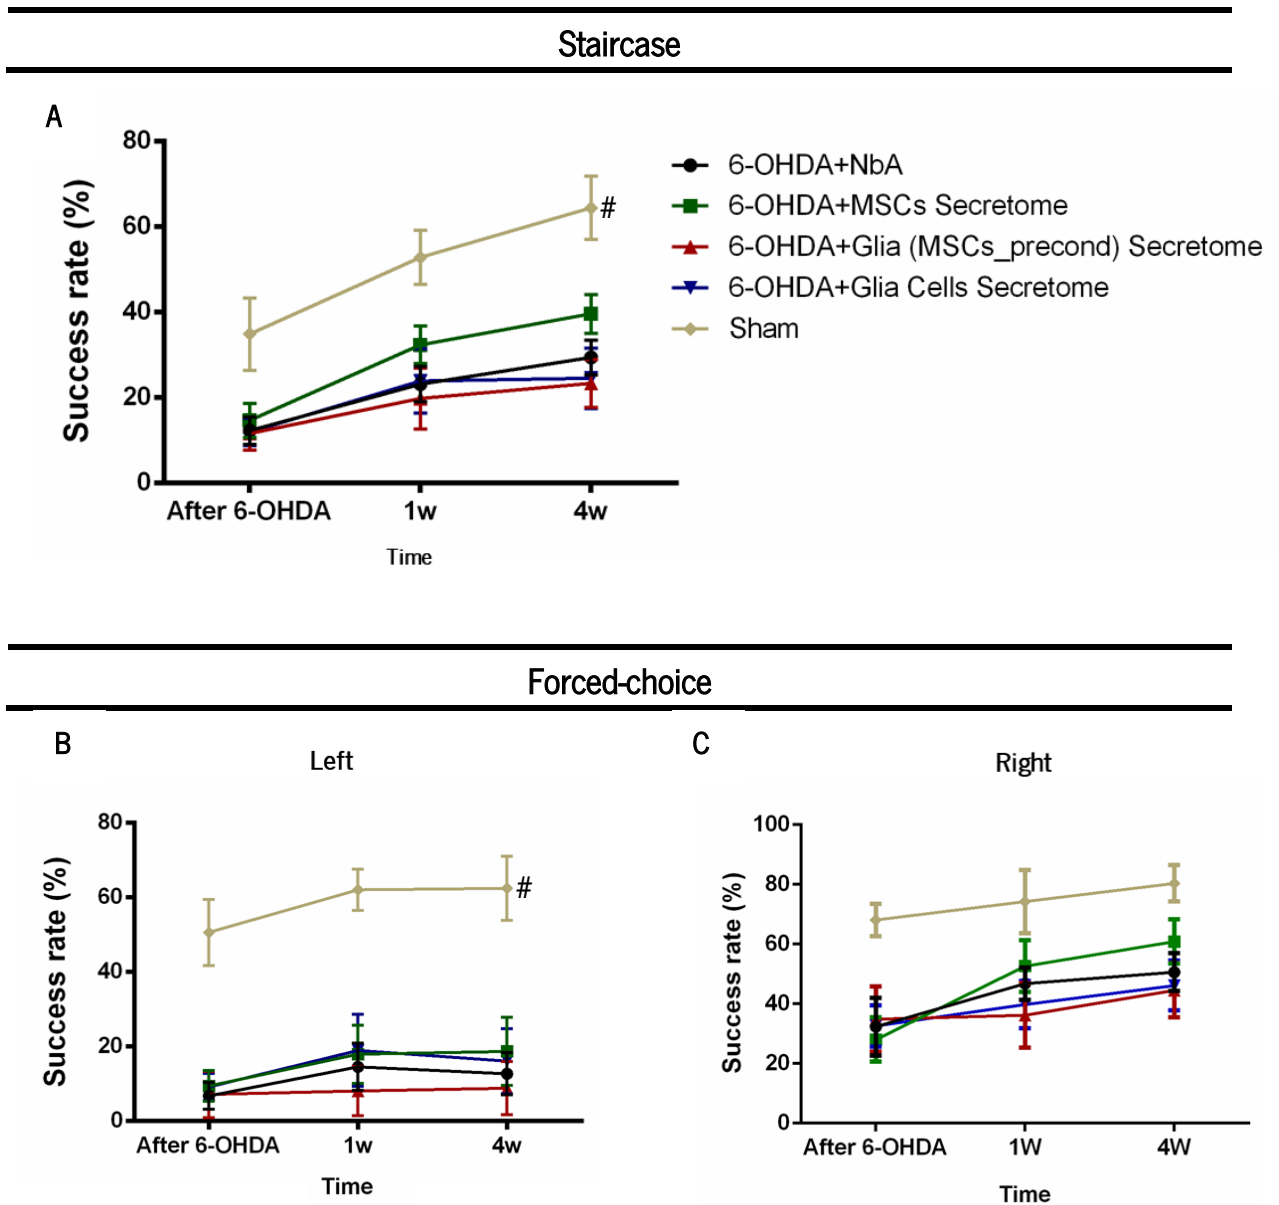 Staircase
A
80
60
40
20
0
Success rate (%)
#
After 6-OHDA 1w 4w
Time
6-OHDA+NbA
6-OHDA+MSCs Secretome
6-OHDA+Glia (MSCs_precond) Secretome
6-OHDA+Glia Cells Secretome
Sham
Forced-choice
B
Left
80
60
40
20
0
Success rate (%)
#
After 6-OHDA 1w 4w
Time
C
Right
100
80
60
40
20
0
Success rate (%)
After 6-OHDA 1W 4W
Time